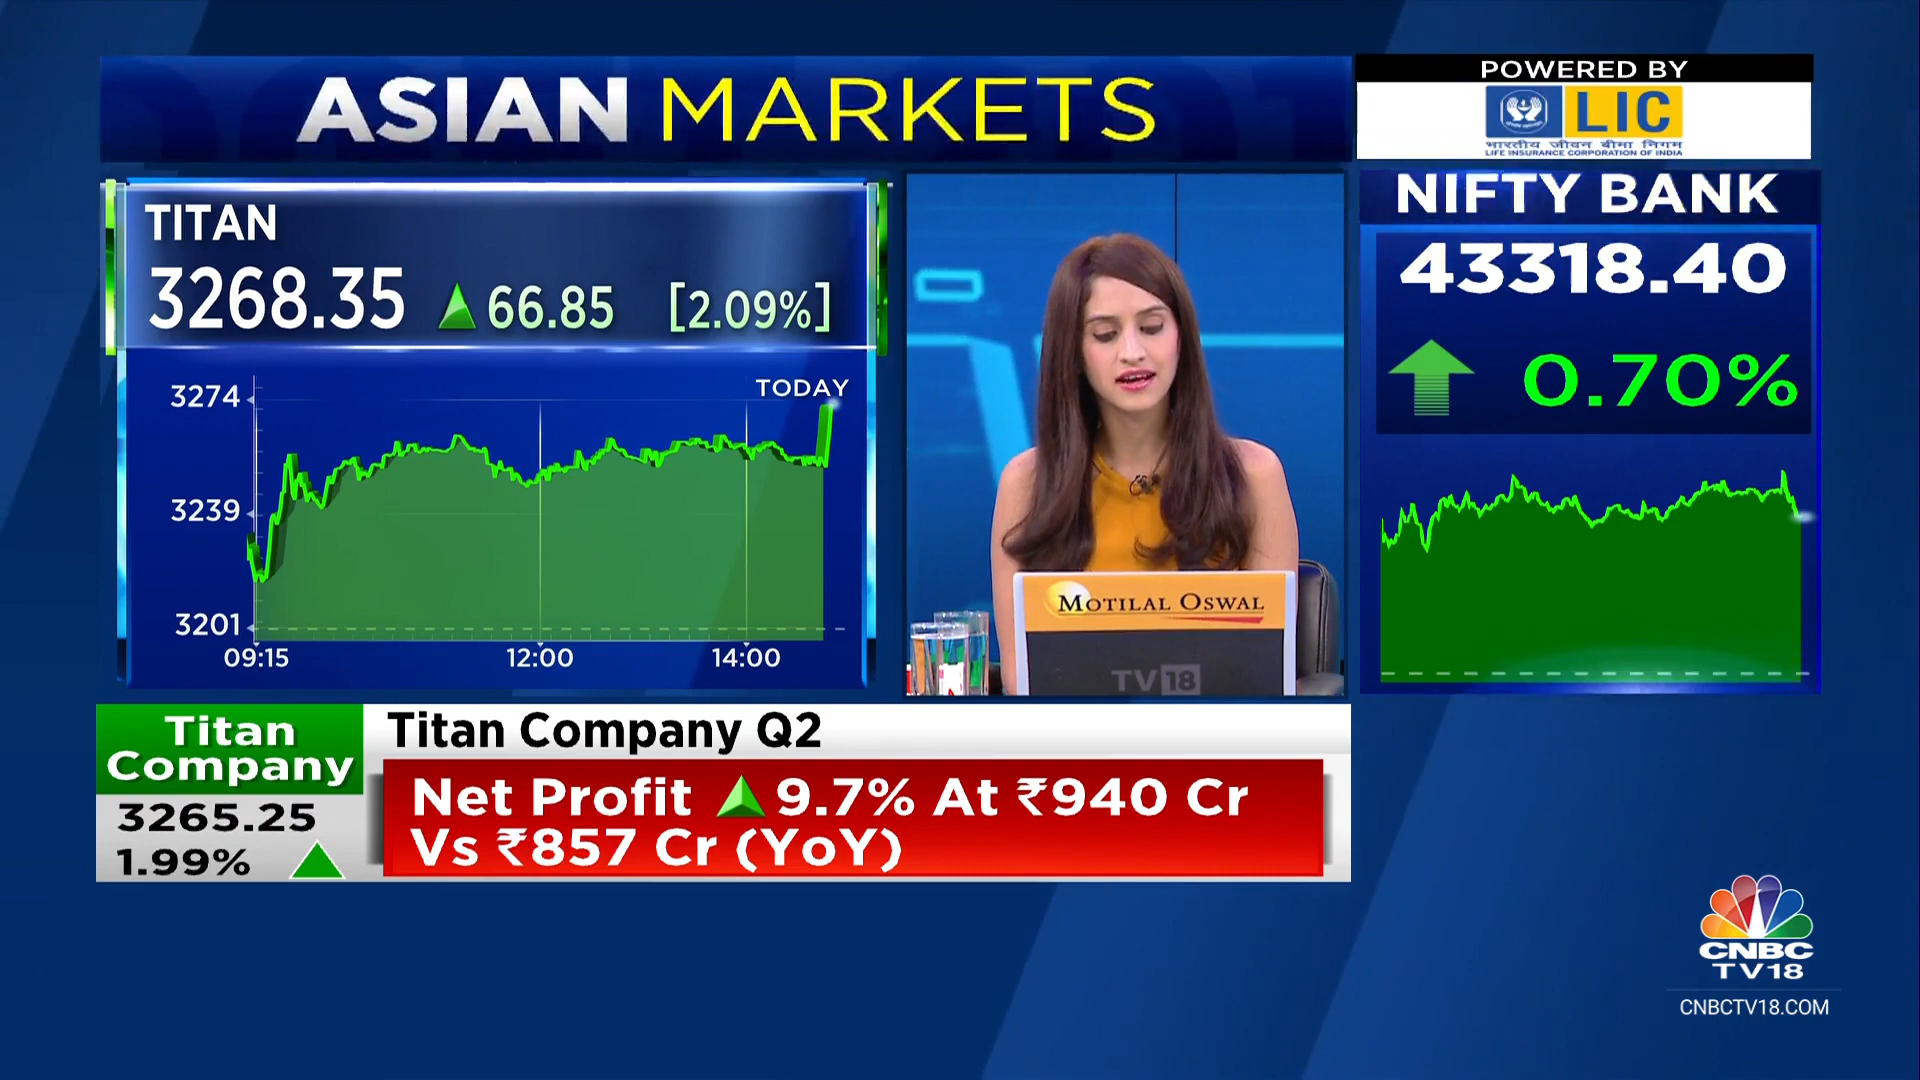 ASIAN MARKETS
POWERED BY
LIC
भारतीय जीवन बीमा निगम
LIFE INSURANCE CORPORATION OF INDIA
TITAN
3268.35 ▲ 66.85 [2.09%]
TODAY
3274
3239
3201
09:15 12:00 14:00
MOTILAL OSWAL
TV18
NIFTY BANK
43318.40
0.70%
Titan
Company
3265.25
1.99%
Titan Company Q2
Net Profit ▲ 9.7% At ₹940 Cr
Vs ₹857 Cr (YoY)
CNBC
TV18
CNBCTV18.COM